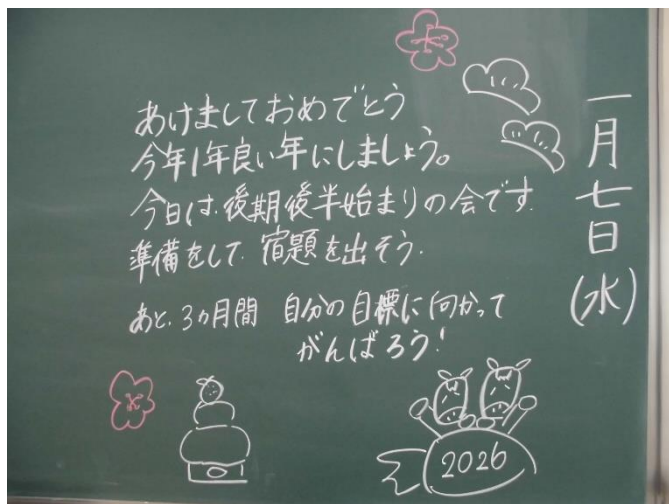 一月七日(水)
あけましておめでとう
今年1年良い年にしましょう。
今日は、後期後半始まりの会です.
準備をして、宿題を出そう.
あと、3ヵ月間 自分の目標に向かって
がんばろう!
2026